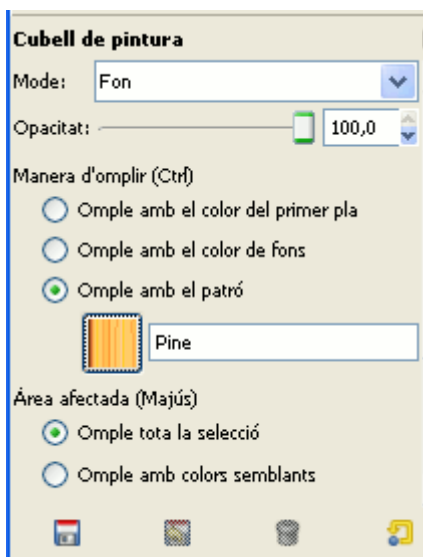 Cubell de pintura
Mode: Fon
Opacitat: 100,0
Manera d'omplir (Ctrl)
Omple amb el color del primer pla
Omple amb el color de fons
Omple amb el patró
Pine
Àrea afectada (Majús)
Omple tota la selecció
Omple amb colors semblants